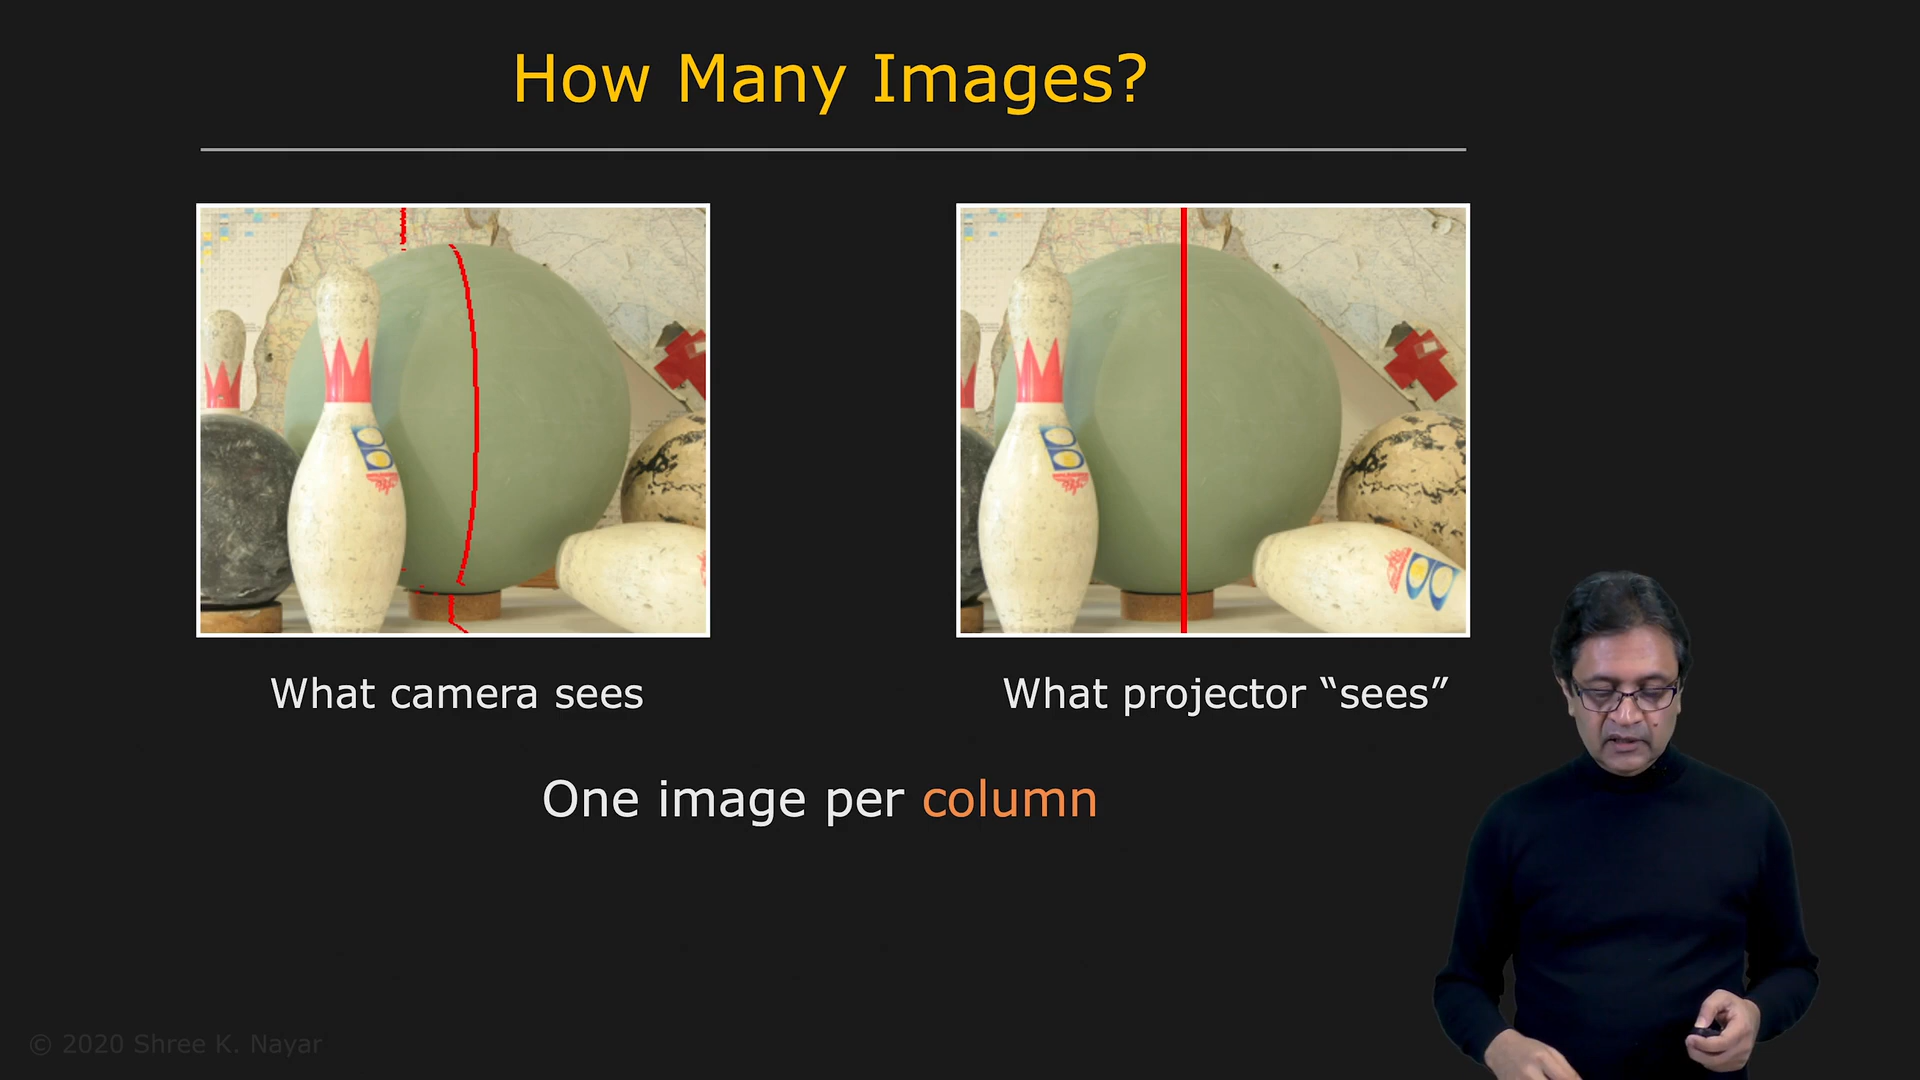 How Many Images?
What camera sees
What projector “sees”
One image per column
© 2020 Shree K. Nayar